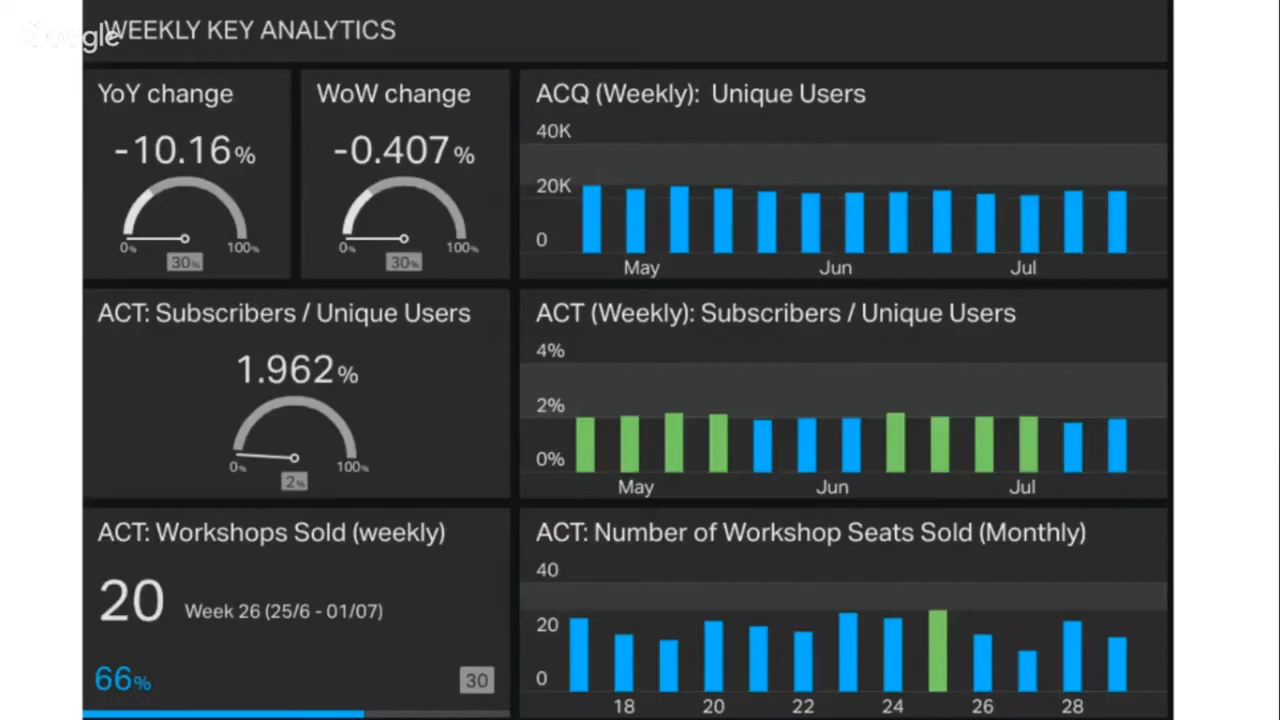 Google
WEEKLY KEY ANALYTICS
YoY change
-10.16%
0%
100%
30%
WoW change
-0.407%
0%
100%
30%
ACQ (Weekly): Unique Users
40K
20K
0
May Jun Jul
ACT: Subscribers / Unique Users
1.962%
0%
100%
2%
ACT (Weekly): Subscribers / Unique Users
4%
2%
0%
May Jun Jul
ACT: Workshops Sold (weekly)
20 Week 26 (25/6 - 01/07)
66%
30
ACT: Number of Workshop Seats Sold (Monthly)
40
20
0
18 20 22 24 26 28